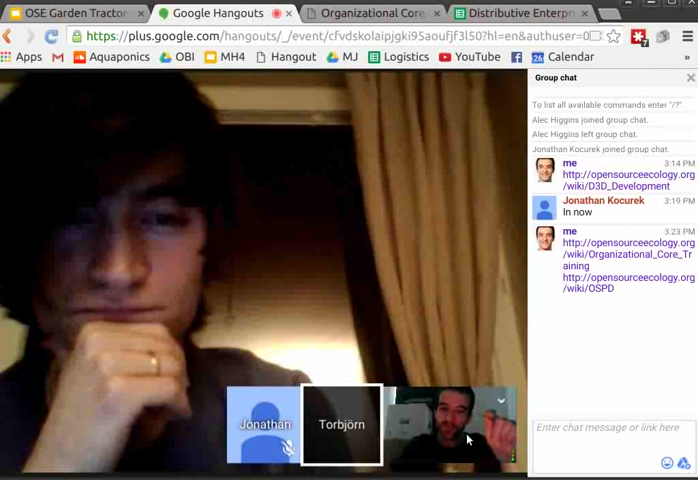 OSE Garden Tractor
Google Hangouts
Organizational Core
Distributive Enterpr
https://plus.google.com/hangouts/_/event/cfvdskolaipjgki95aoufjf3l50?hl=en&authuser=0
7
Apps
Aquaponics
OBI
MH4
Hangout
MJ
Logistics
YouTube
26
Calendar
»
Group chat
To list all available commands enter "/?"
Alec Higgins joined group chat.
Alec Higgins left group chat.
Jonathan Kocurek joined group chat.
me 3:14 PM
http://opensourceecology.org
/wiki/D3D_Development
Jonathan Kocurek 3:19 PM
In now
me 3:23 PM
http://opensourceecology.org
/wiki/Organizational_Core_Tr
aining
http://opensourceecology.org
/wiki/OSPD
Jonathan
Torbjörn
Enter chat message or link here